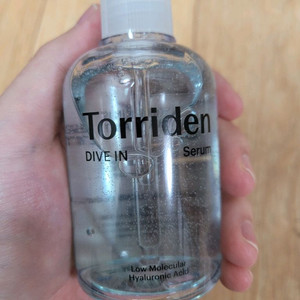 Torriden
DIVE IN Serum
Low Molecular
Hyaluronic Acid